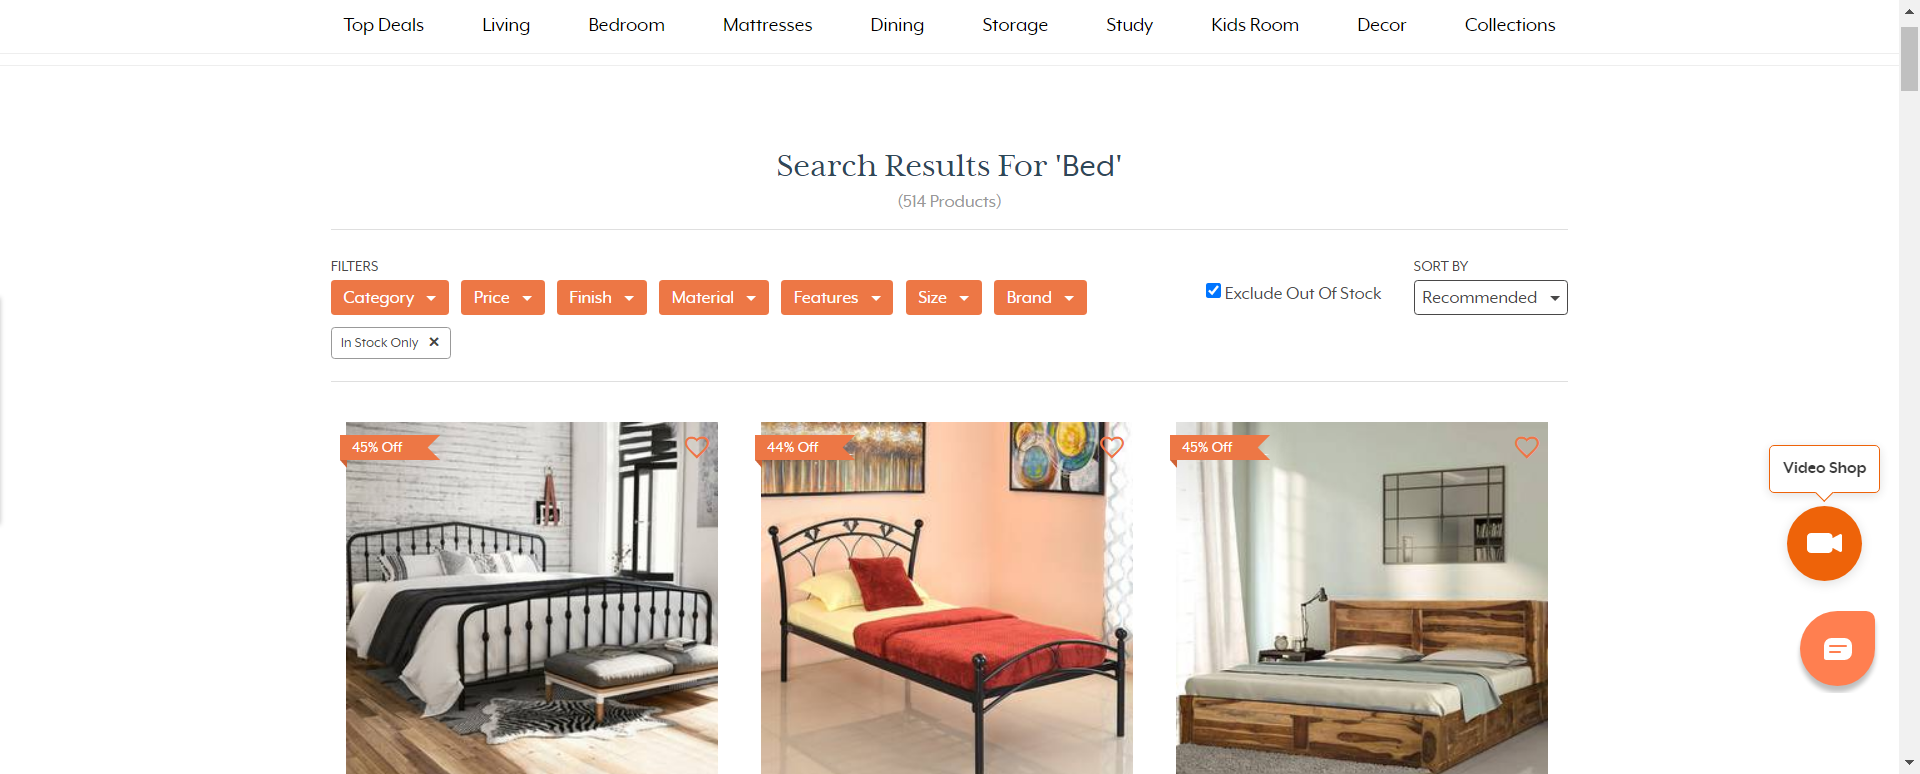 Top Deals Living Bedroom Mattresses Dining Storage Study Kids Room Decor Collections
Search Results For 'Bed'
(514 Products)
FILTERS
SORT BY
Category Price Finish Material Features Size Brand Exclude Out Of Stock Recommended
In Stock Only ✕
45% Off 44% Off 45% Off
Video Shop